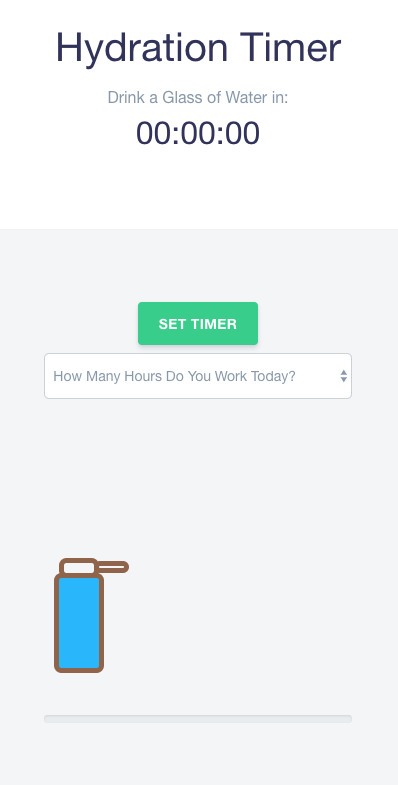 Hydration Timer
Drink a Glass of Water in:
00:00:00
SET TIMER
How Many Hours Do You Work Today?